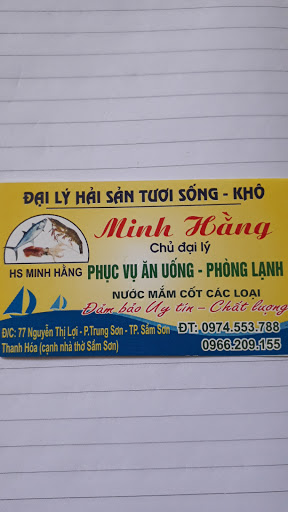 ĐẠI LÝ HẢI SẢN TƯƠI SỐNG - KHÔ
Minh Hằng
Chủ đại lý
HS MINH HẰNG
PHỤC VỤ ĂN UỐNG - PHÒNG LẠNH
NƯỚC MẮM CỐT CÁC LOẠI
Đảm bảo Uy tín - Chất lượng
Đ/C: 77 Nguyễn Thị Lợi - P.Trung Sơn - TP. Sầm Sơn
Thanh Hóa (cạnh nhà thờ Sầm Sơn)
ĐT: 0974.553.788
0966.209.155